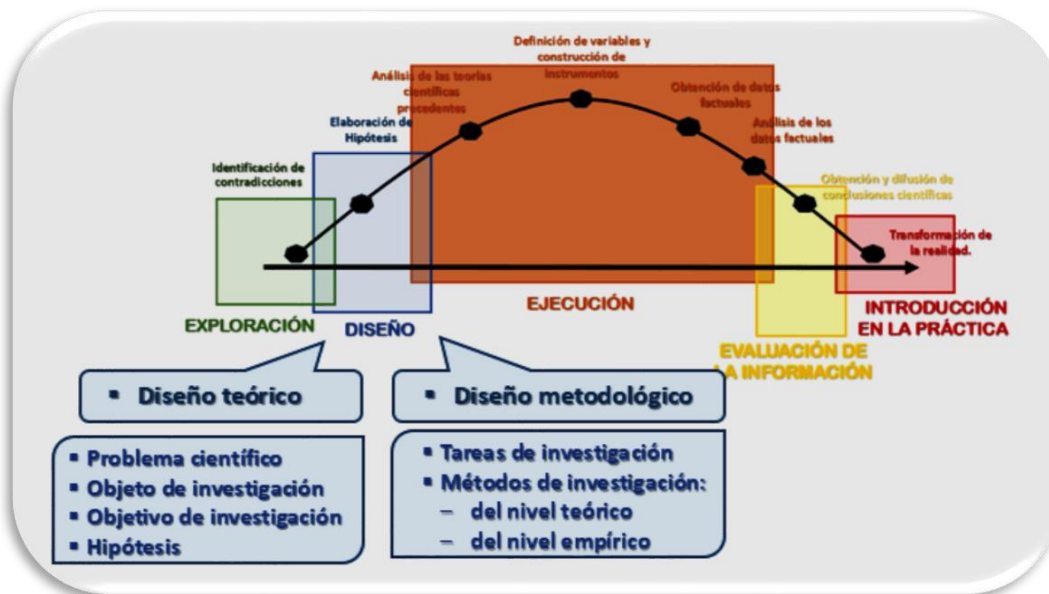 Definición de variables y
construcción de
instrumentos
Análisis de las teorías
científicas
precedentes
Obtención de datos
factuales
Elaboración de
Hipótesis
Análisis de los
datos factuales
Identificación de
contradicciones
Obtención y difusión de
conclusiones científicas
Transformación de
la realidad.
EXPLORACIÓN
DISEÑO
EJECUCIÓN
INTRODUCCIÓN
EN LA PRÁCTICA
EVALUACIÓN DE
LA INFORMACIÓN
▪ Diseño teórico
▪ Problema científico
▪ Objeto de investigación
▪ Objetivo de investigación
▪ Hipótesis
▪ Diseño metodológico
▪ Tareas de investigación
▪ Métodos de investigación:
– del nivel teórico
– del nivel empírico